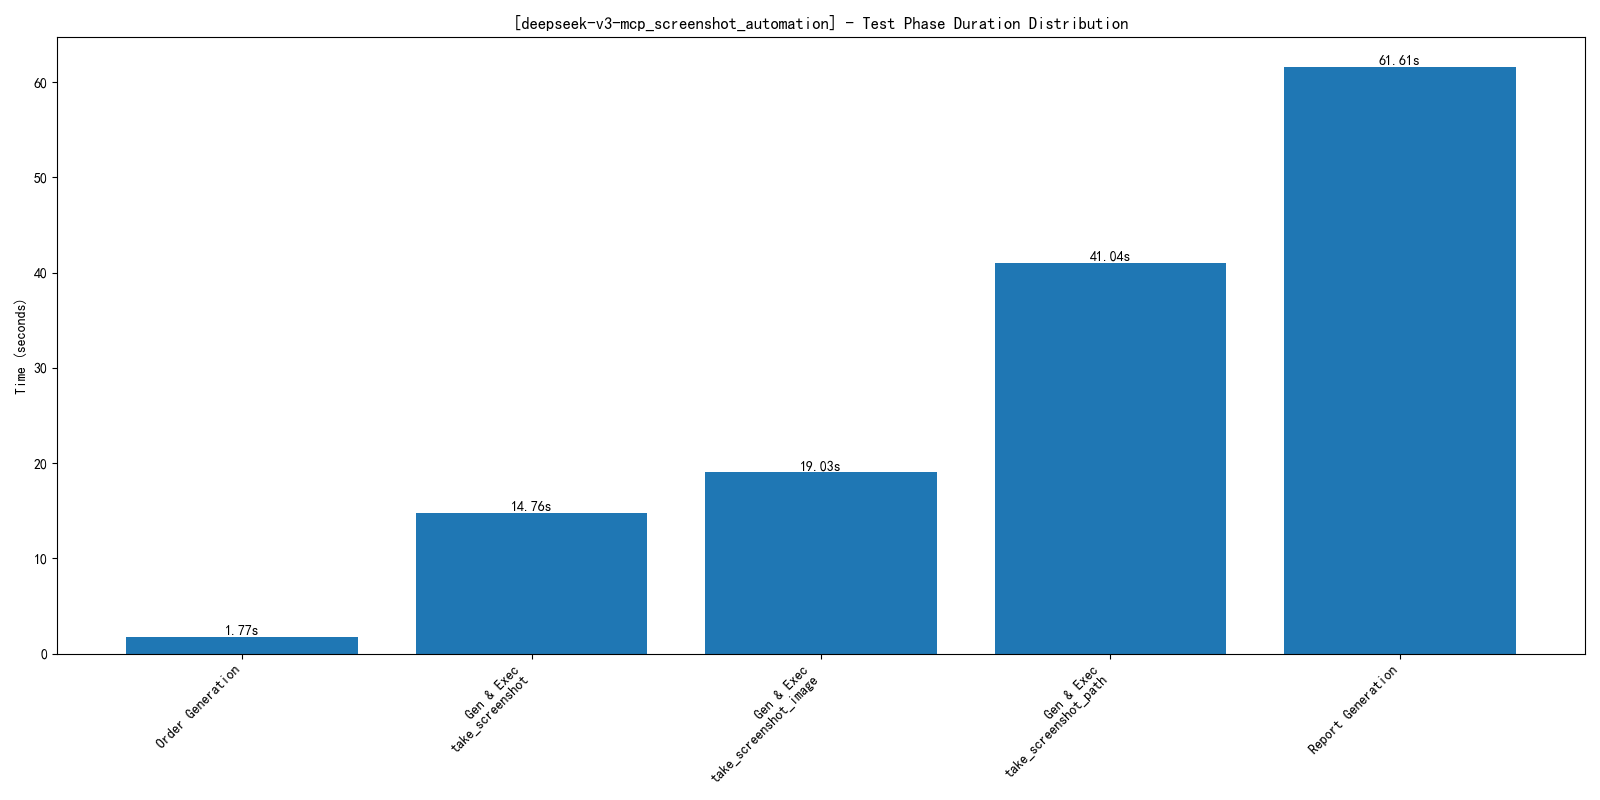 [deepseek-v3-mcp_screenshot_automation] - Test Phase Duration Distribution
Time (seconds)
60
50
40
30
20
10
0
1.77s
14.76s
19.03s
41.04s
61.61s
Order Generation
Gen & Exec
take_screenshot
Gen & Exec
take_screenshot_image
Gen & Exec
take_screenshot_path
Report Generation